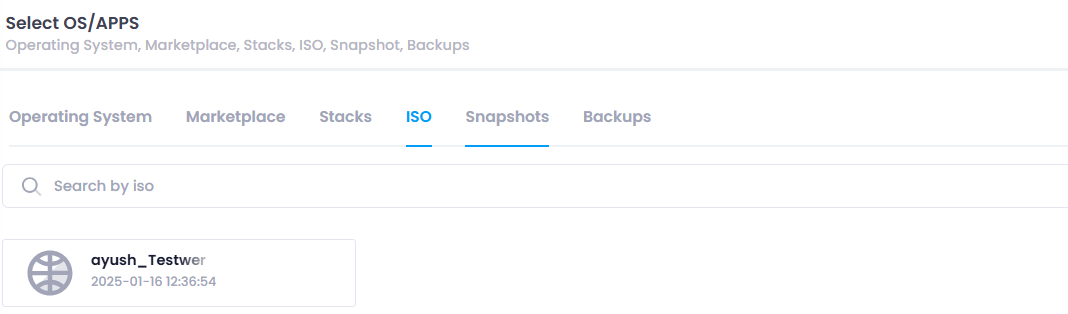 Select OS/APPS
Operating System, Marketplace, Stacks, ISO, Snapshot, Backups
Operating System Marketplace Stacks ISO Snapshots Backups
Search by iso
ayush_Testwer
2025-01-16 12:36:54